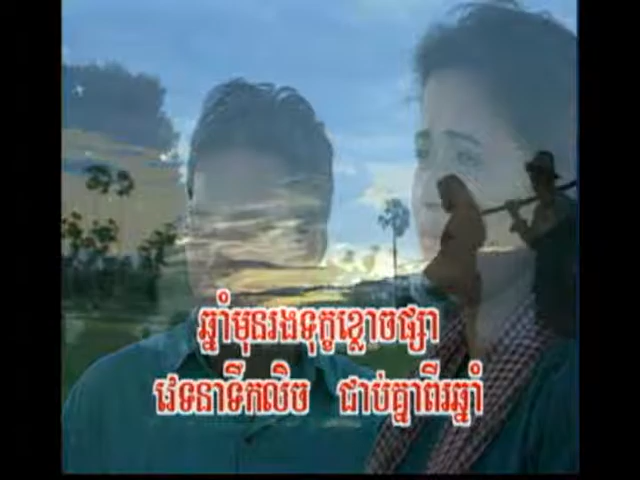 ឆ្នាំមុនរងទុក្ខខ្លោចផ្សា
វេទនាទឹកលិច ជាប់គ្នាពីរឆ្នាំ